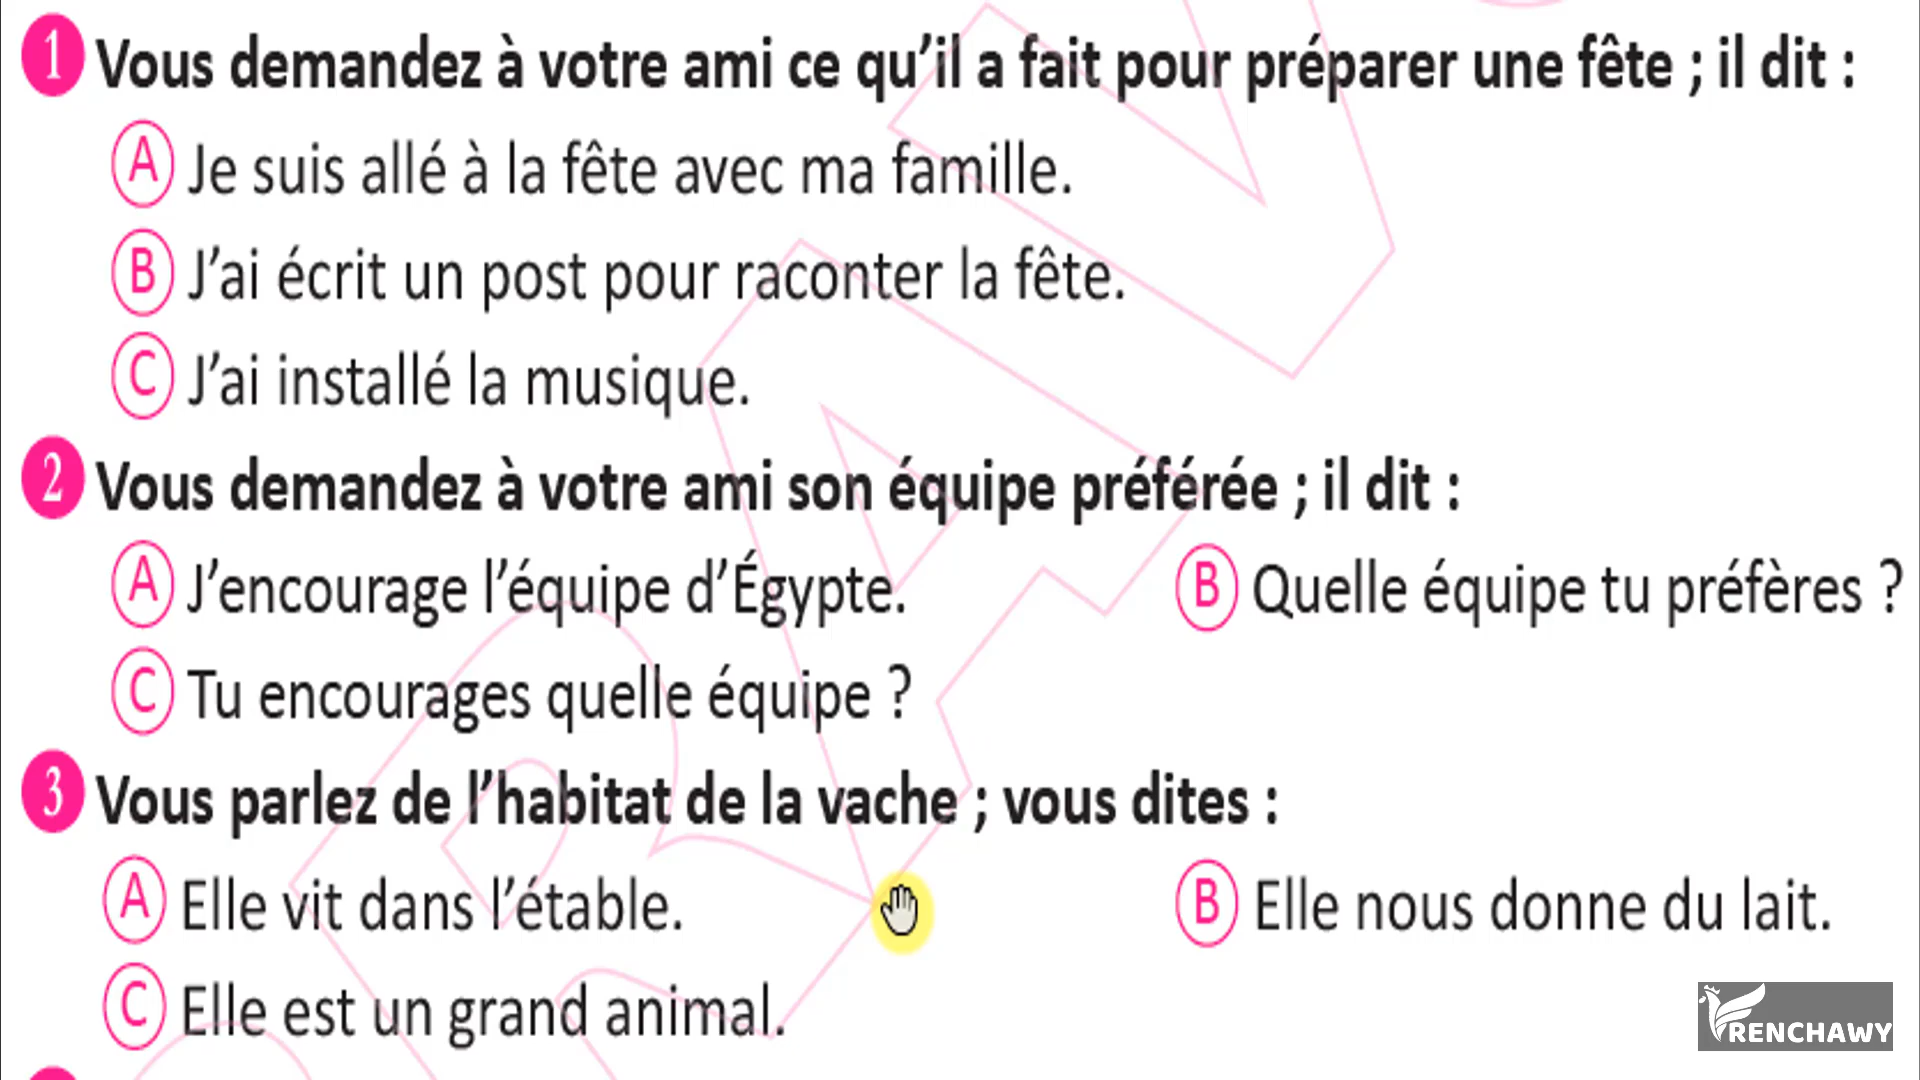 1 Vous demandez à votre ami ce qu’il a fait pour préparer une fête ; il dit :
A Je suis allé à la fête avec ma famille.
B J’ai écrit un post pour raconter la fête.
C J’ai installé la musique.
2 Vous demandez à votre ami son équipe préférée ; il dit :
A J’encourage l’équipe d’Égypte. B Quelle équipe tu préfères ?
C Tu encourages quelle équipe ?
3 Vous parlez de l’habitat de la vache ; vous dites :
A Elle vit dans l’étable. B Elle nous donne du lait.
C Elle est un grand animal.
FRENCHAWY